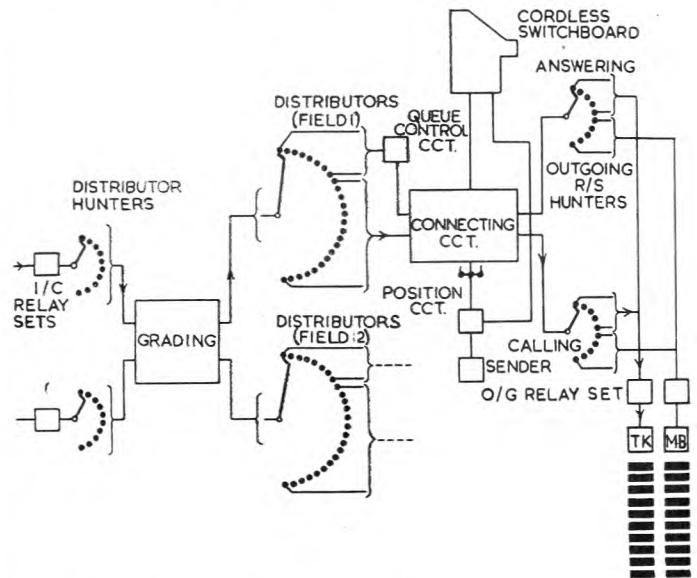 CORDLESS
SWITCHBOARD
ANSWERING
DISTRIBUTORS
(FIELD 1)
QUEUE
CONTROL
CCT.
DISTRIBUTOR
HUNTERS
OUTGOING
R/S
HUNTERS
CONNECTING
CCT.
I/C
RELAY
SETS
GRADING
POSITION
CCT.
DISTRIBUTORS
(FIELD 2)
CALLING
SENDER
O/G RELAY SET
TK
MB